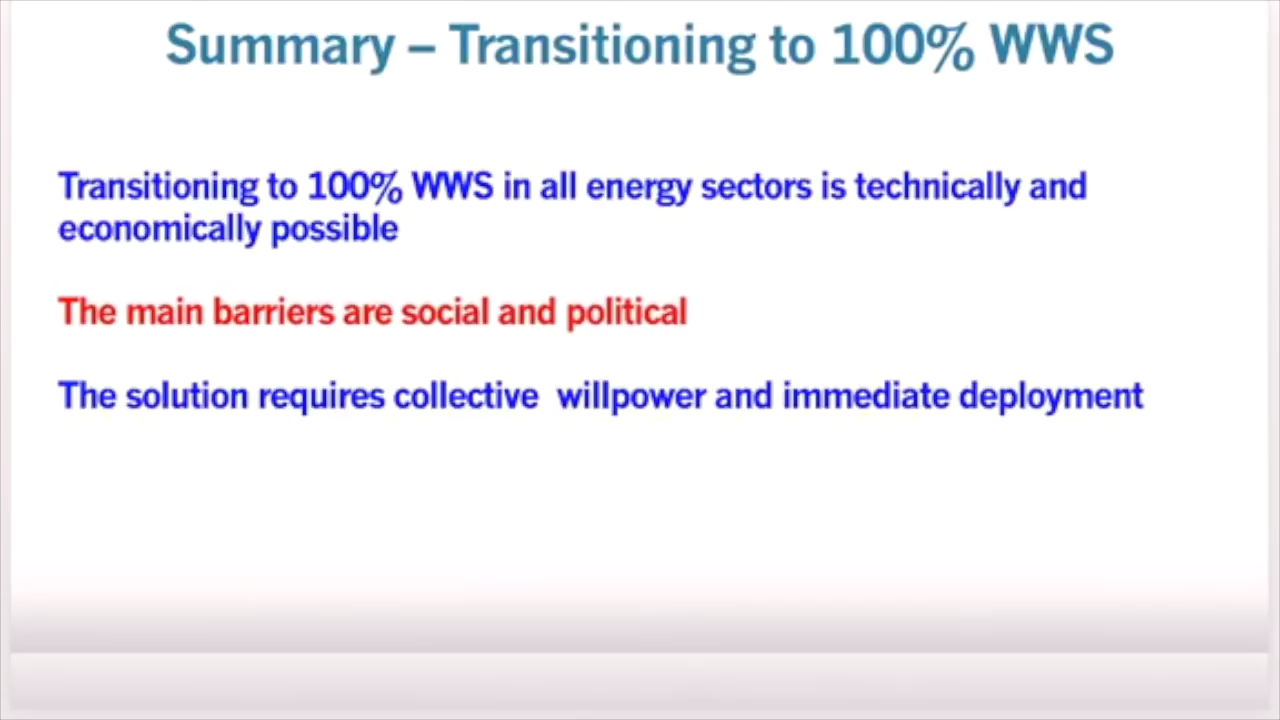 Summary – Transitioning to 100% WWS
Transitioning to 100% WWS in all energy sectors is technically and
economically possible
The main barriers are social and political
The solution requires collective  willpower and immediate deployment